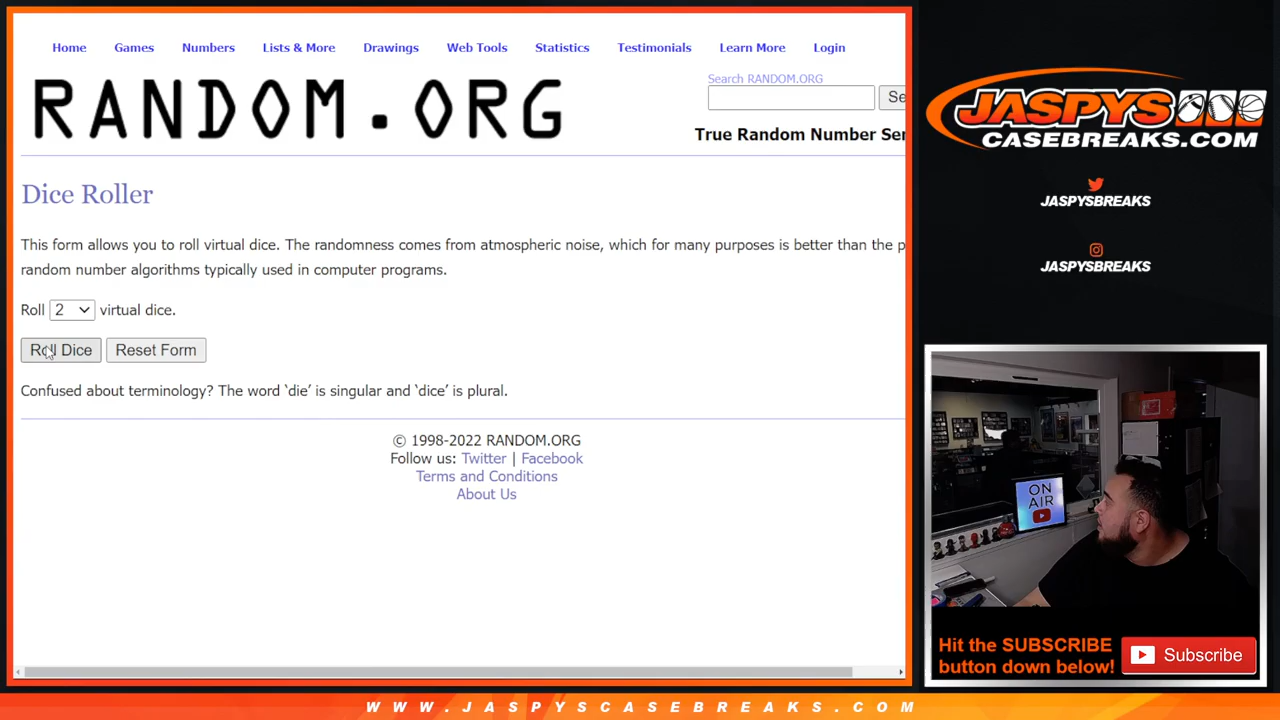 Home Games Numbers Lists & More Drawings Web Tools Statistics Testimonials Learn More Login
RANDOM.ORG
Search RANDOM.ORG
Se
True Random Number Ser
Dice Roller
This form allows you to roll virtual dice. The randomness comes from atmospheric noise, which for many purposes is better than the p
random number algorithms typically used in computer programs.
Roll 2 virtual dice.
Roll Dice Reset Form
Confused about terminology? The word ‘die’ is singular and ‘dice’ is plural.
© 1998-2022 RANDOM.ORG
Follow us: Twitter | Facebook
Terms and Conditions
About Us
JASPYS
CASEBREAKS.COM
JASPYSBREAKS
JASPYSBREAKS
ON
AIR
Hit the SUBSCRIBE
button down below!
Subscribe
WWW.JASPYSCASEBREAKS.COM